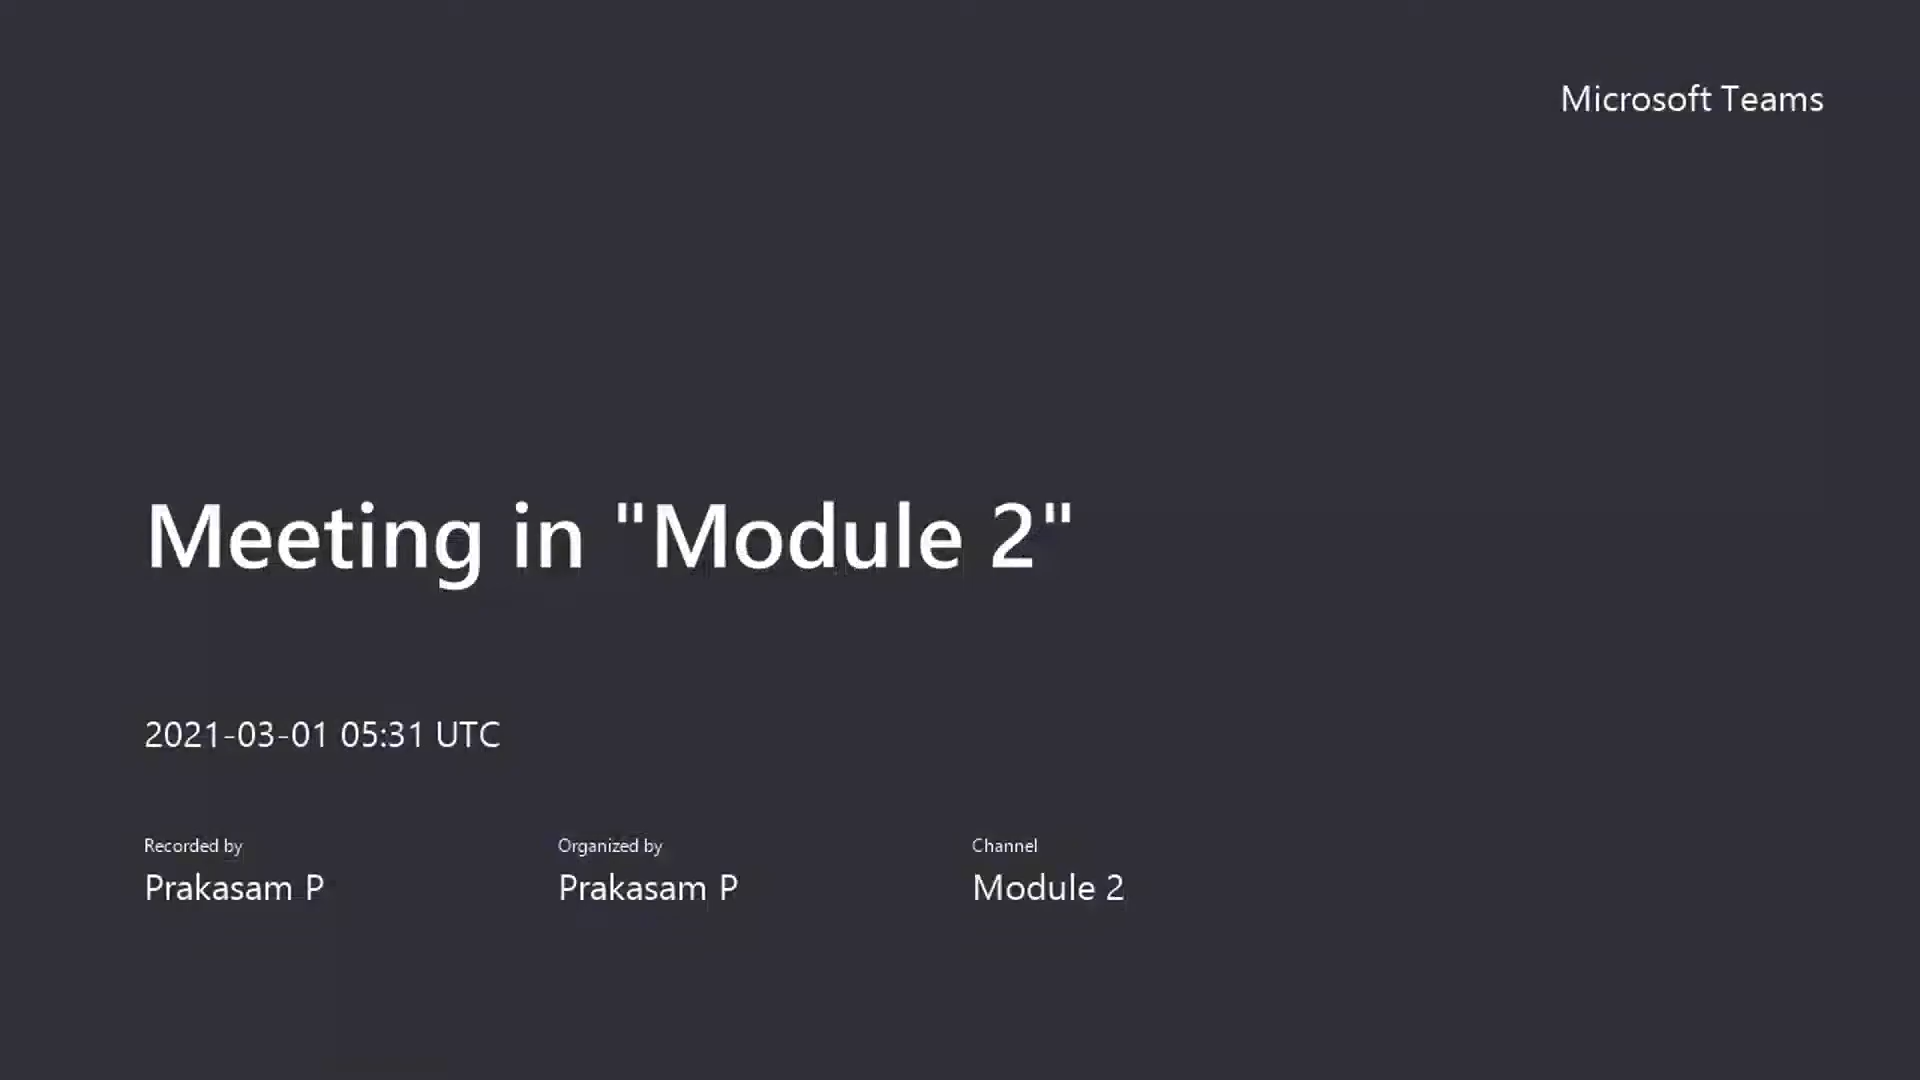 Microsoft Teams
Meeting in "Module 2"
2021-03-01 05:31 UTC
Recorded by
Prakasam P
Organized by
Prakasam P
Channel
Module 2